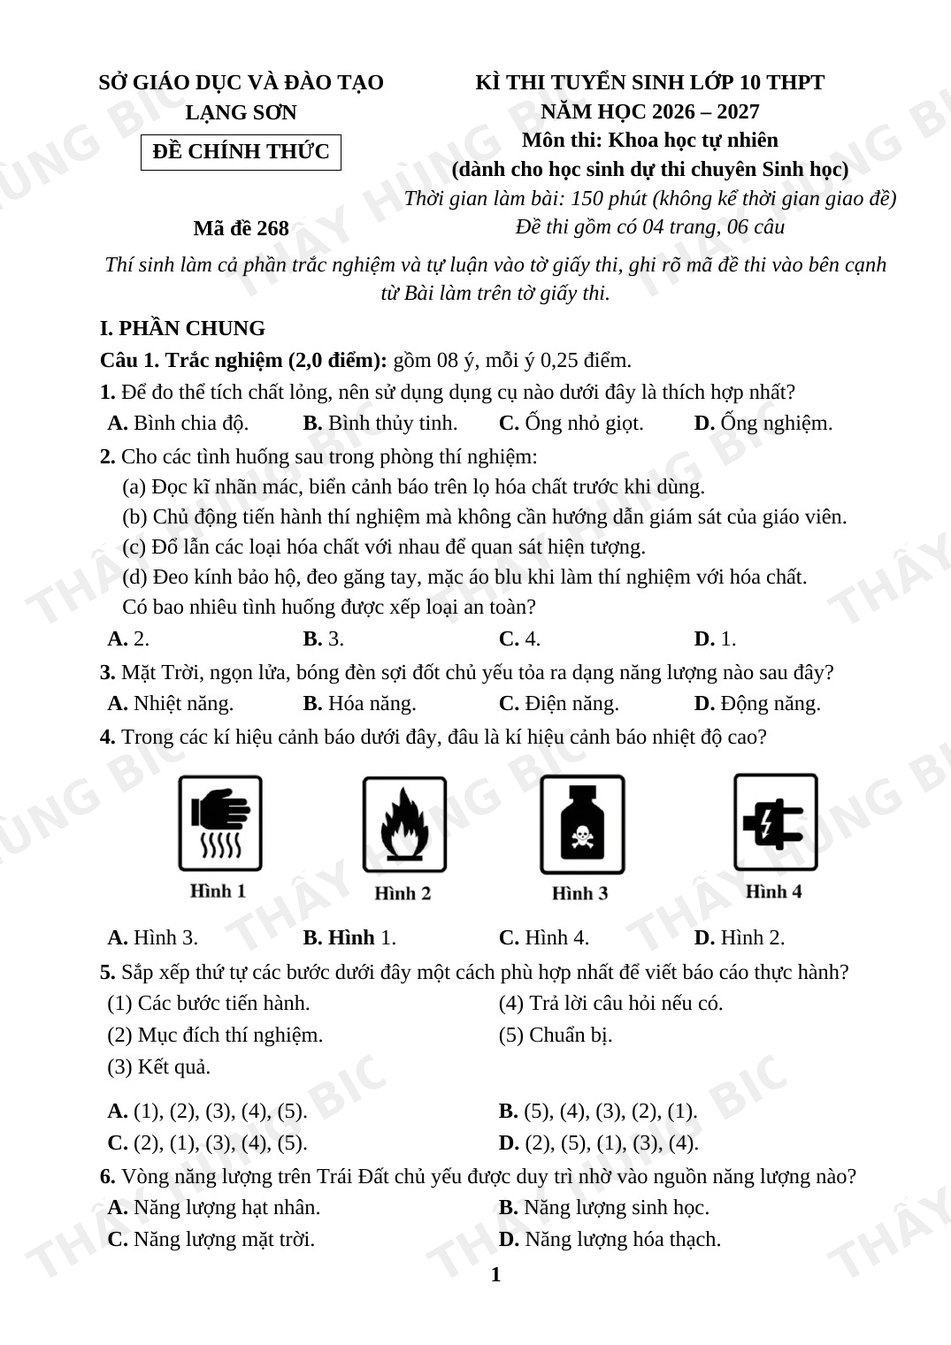 SỞ GIÁO DỤC VÀ ĐÀO TẠO
LẠNG SƠN
ĐỀ CHÍNH THỨC
Mã đề 268
KÌ THI TUYỂN SINH LỚP 10 THPT
NĂM HỌC 2026 – 2027
Môn thi: Khoa học tự nhiên
(dành cho học sinh dự thi chuyên Sinh học)
Thời gian làm bài: 150 phút (không kể thời gian giao đề)
Đề thi gồm có 04 trang, 06 câu
Thí sinh làm cả phần trắc nghiệm và tự luận vào tờ giấy thi, ghi rõ mã đề thi vào bên cạnh
từ Bài làm trên tờ giấy thi.
I. PHẦN CHUNG
Câu 1. Trắc nghiệm (2,0 điểm): gồm 08 ý, mỗi ý 0,25 điểm.
1. Để đo thể tích chất lỏng, nên sử dụng dụng cụ nào dưới đây là thích hợp nhất?
A. Bình chia độ. B. Bình thủy tinh. C. Ống nhỏ giọt. D. Ống nghiệm.
2. Cho các tình huống sau trong phòng thí nghiệm:
(a) Đọc kĩ nhãn mác, biển cảnh báo trên lọ hóa chất trước khi dùng.
(b) Chủ động tiến hành thí nghiệm mà không cần hướng dẫn giám sát của giáo viên.
(c) Đổ lẫn các loại hóa chất với nhau để quan sát hiện tượng.
(d) Đeo kính bảo hộ, đeo găng tay, mặc áo blu khi làm thí nghiệm với hóa chất.
Có bao nhiêu tình huống được xếp loại an toàn?
A. 2. B. 3. C. 4. D. 1.
3. Mặt Trời, ngọn lửa, bóng đèn sợi đốt chủ yếu tỏa ra dạng năng lượng nào sau đây?
A. Nhiệt năng. B. Hóa năng. C. Điện năng. D. Động năng.
4. Trong các kí hiệu cảnh báo dưới đây, đâu là kí hiệu cảnh báo nhiệt độ cao?
Hình 1 Hình 2 Hình 3 Hình 4
A. Hình 3. B. Hình 1. C. Hình 4. D. Hình 2.
5. Sắp xếp thứ tự các bước dưới đây một cách phù hợp nhất để viết báo cáo thực hành?
(1) Các bước tiến hành. (4) Trả lời câu hỏi nếu có.
(2) Mục đích thí nghiệm. (5) Chuẩn bị.
(3) Kết quả.
A. (1), (2), (3), (4), (5). B. (5), (4), (3), (2), (1).
C. (2), (1), (3), (4), (5). D. (2), (5), (1), (3), (4).
6. Vòng năng lượng trên Trái Đất chủ yếu được duy trì nhờ vào nguồn năng lượng nào?
A. Năng lượng hạt nhân. B. Năng lượng sinh học.
C. Năng lượng mặt trời. D. Năng lượng hóa thạch.
1
THẦY HÙNG BIC